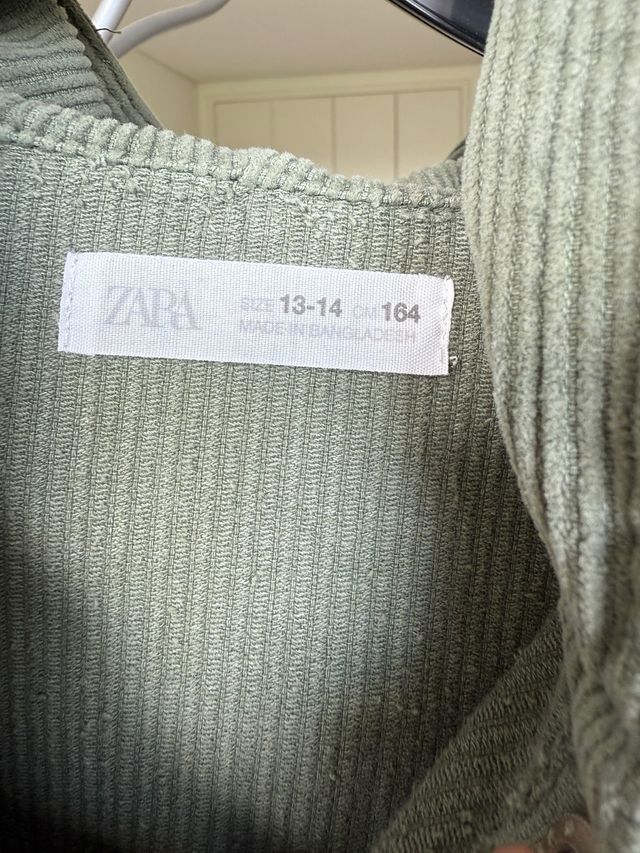 ZARA
SIZE 13-14 CM 164
MADE IN BANGLADESH